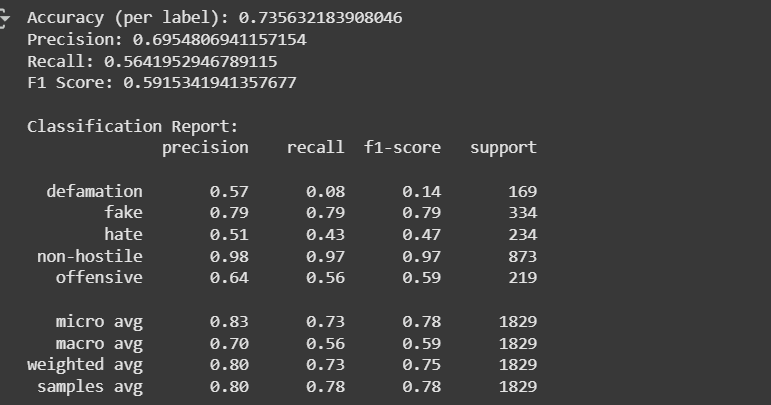 Accuracy (per label): 0.735632183908046
Precision: 0.6954806941157154
Recall: 0.5641952946789115
F1 Score: 0.5915341941357677
Classification Report:
precision recall f1-score support
defamation 0.57 0.08 0.14 169
fake 0.79 0.79 0.79 334
hate 0.51 0.43 0.47 234
non-hostile 0.98 0.97 0.97 873
offensive 0.64 0.56 0.59 219
micro avg 0.83 0.73 0.78 1829
macro avg 0.70 0.56 0.59 1829
weighted avg 0.80 0.73 0.75 1829
samples avg 0.80 0.78 0.78 1829